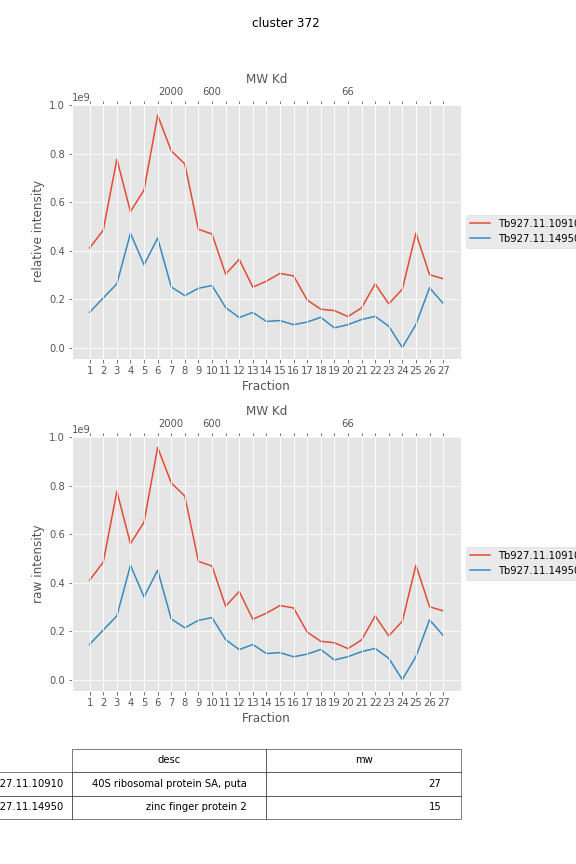 cluster 372
MW Kd
2000 600 66
1e9
1.0
0.8
0.6
0.4
0.2
0.0
relative intensity
1 2 3 4 5 6 7 8 9 10 11 12 13 14 15 16 17 18 19 20 21 22 23 24 25 26 27
Fraction
Tb927.11.10910
Tb927.11.14950
MW Kd
2000 600 66
1e9
1.0
0.8
0.6
0.4
0.2
0.0
raw intensity
1 2 3 4 5 6 7 8 9 10 11 12 13 14 15 16 17 18 19 20 21 22 23 24 25 26 27
Fraction
Tb927.11.10910
Tb927.11.14950
desc mw
27.11.10910 40S ribosomal protein SA, puta 27
27.11.14950 zinc finger protein 2 15